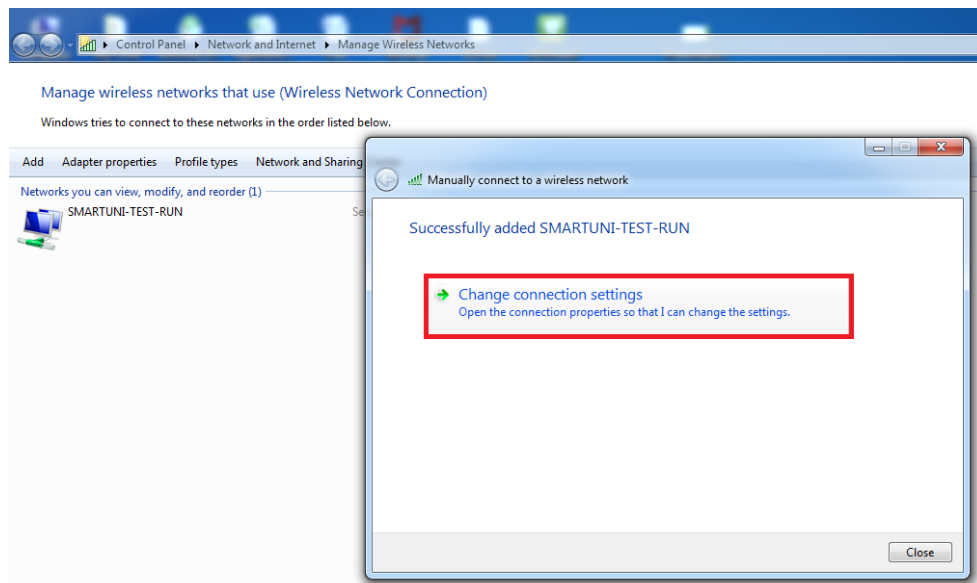 Control Panel Network and Internet Manage Wireless Networks
Manage wireless networks that use (Wireless Network Connection)
Windows tries to connect to these networks in the order listed below.
Add Adapter properties Profile types Network and Sharing
Networks you can view, modify, and reorder (1)
SMARTUNI-TEST-RUN Se
Manually connect to a wireless network
Successfully added SMARTUNI-TEST-RUN
Change connection settings
Open the connection properties so that I can change the settings.
Close